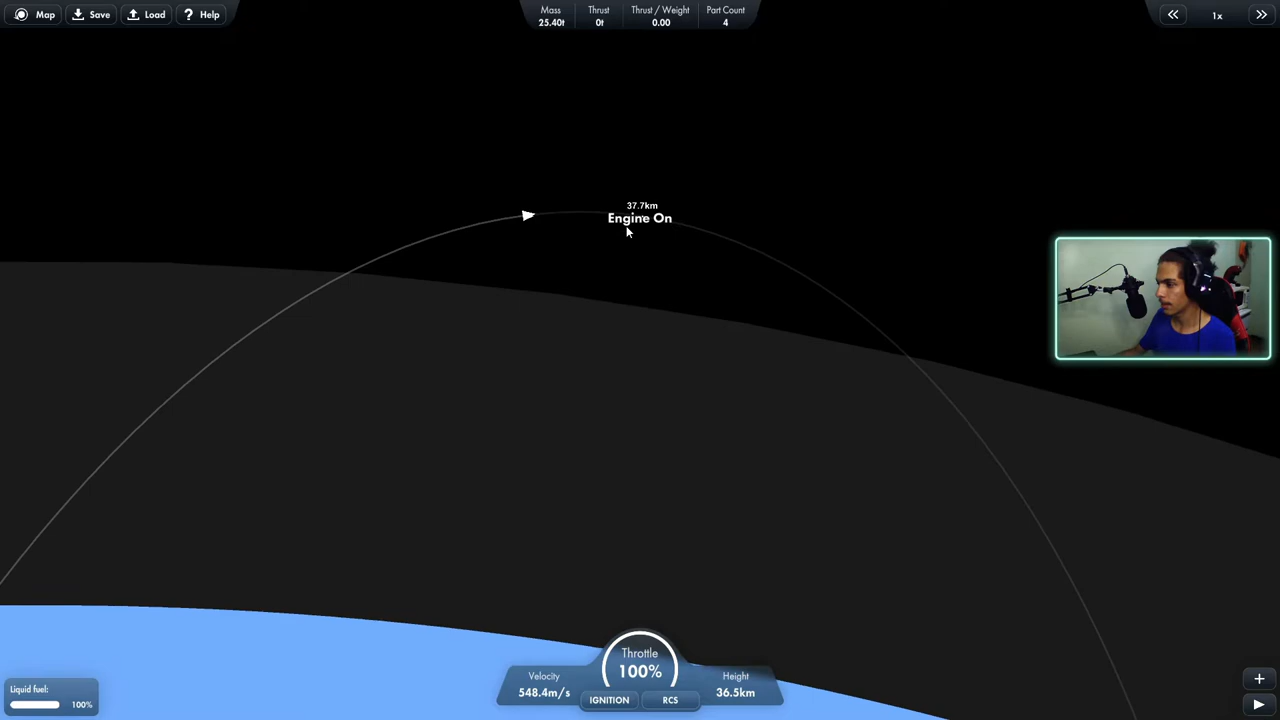 Map
Save
Load
? Help
Mass
25.40t
Thrust
0t
Thrust / Weight
0.00
Part Count
4
1x
37.7km
Engine On
Liquid fuel:
100%
Velocity
548.4m/s
Throttle
100%
IGNITION
RCS
Height
36.5km
+